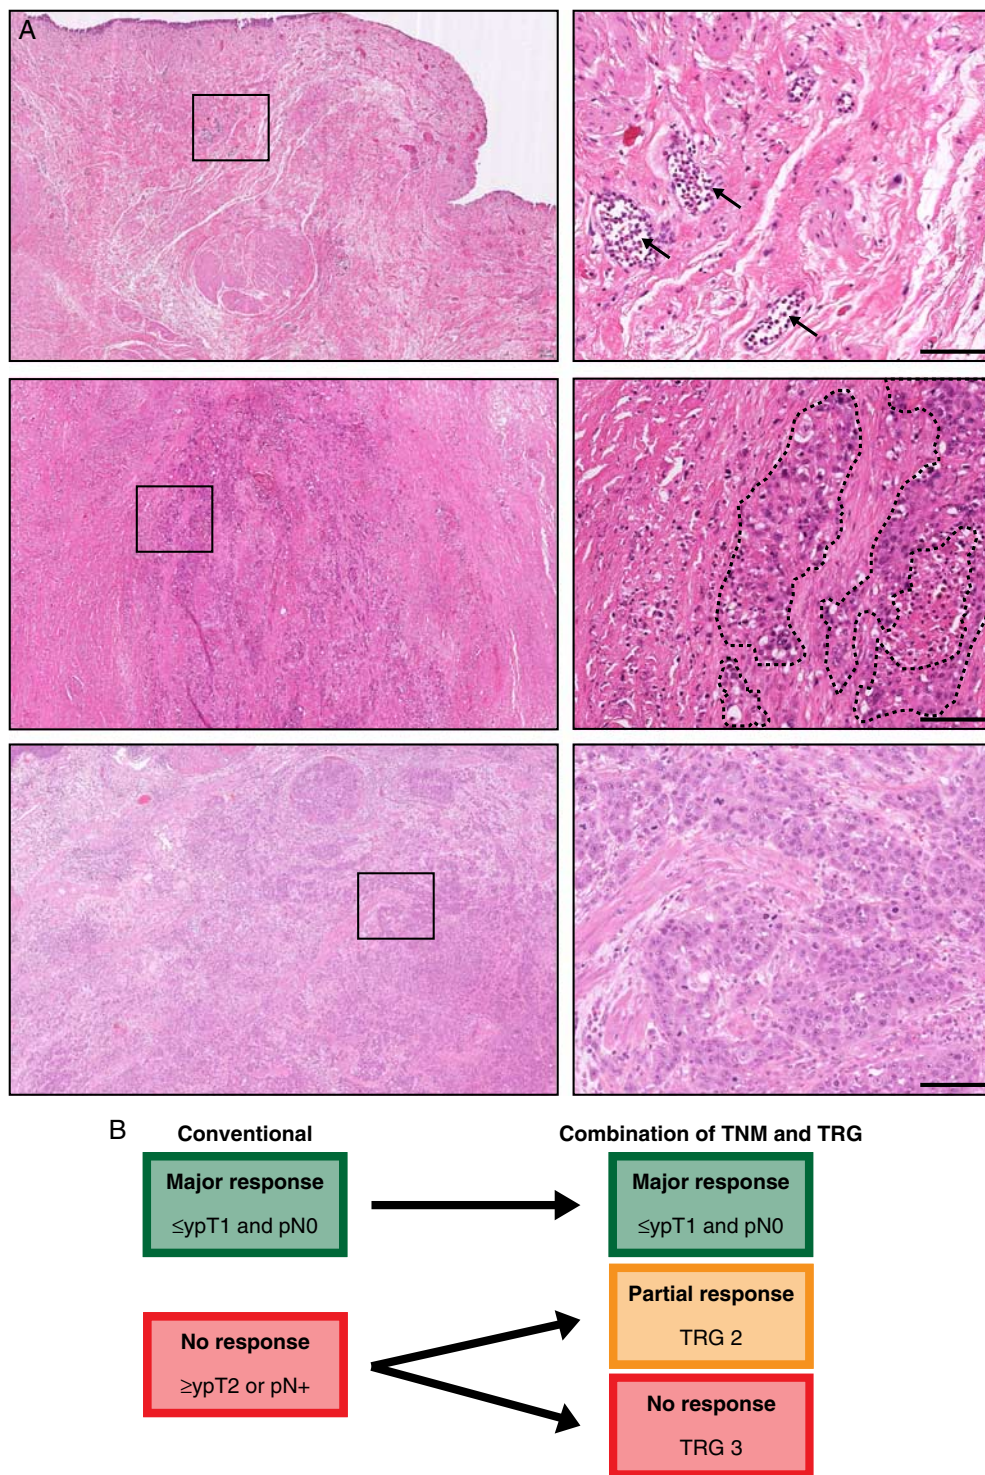 A
B
Conventional
Combination of TNM and TRG
Major response
≤ypT1 and pN0
Major response
≤ypT1 and pN0
Partial response
TRG 2
No response
≥ypT2 or pN+
No response
TRG 3